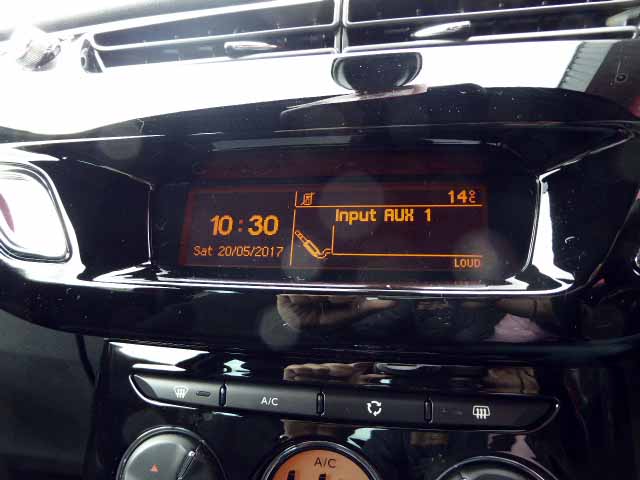 14°C
Input AUX 1
10:30
Sat 20/05/2017
LOUD
A/C
A/C